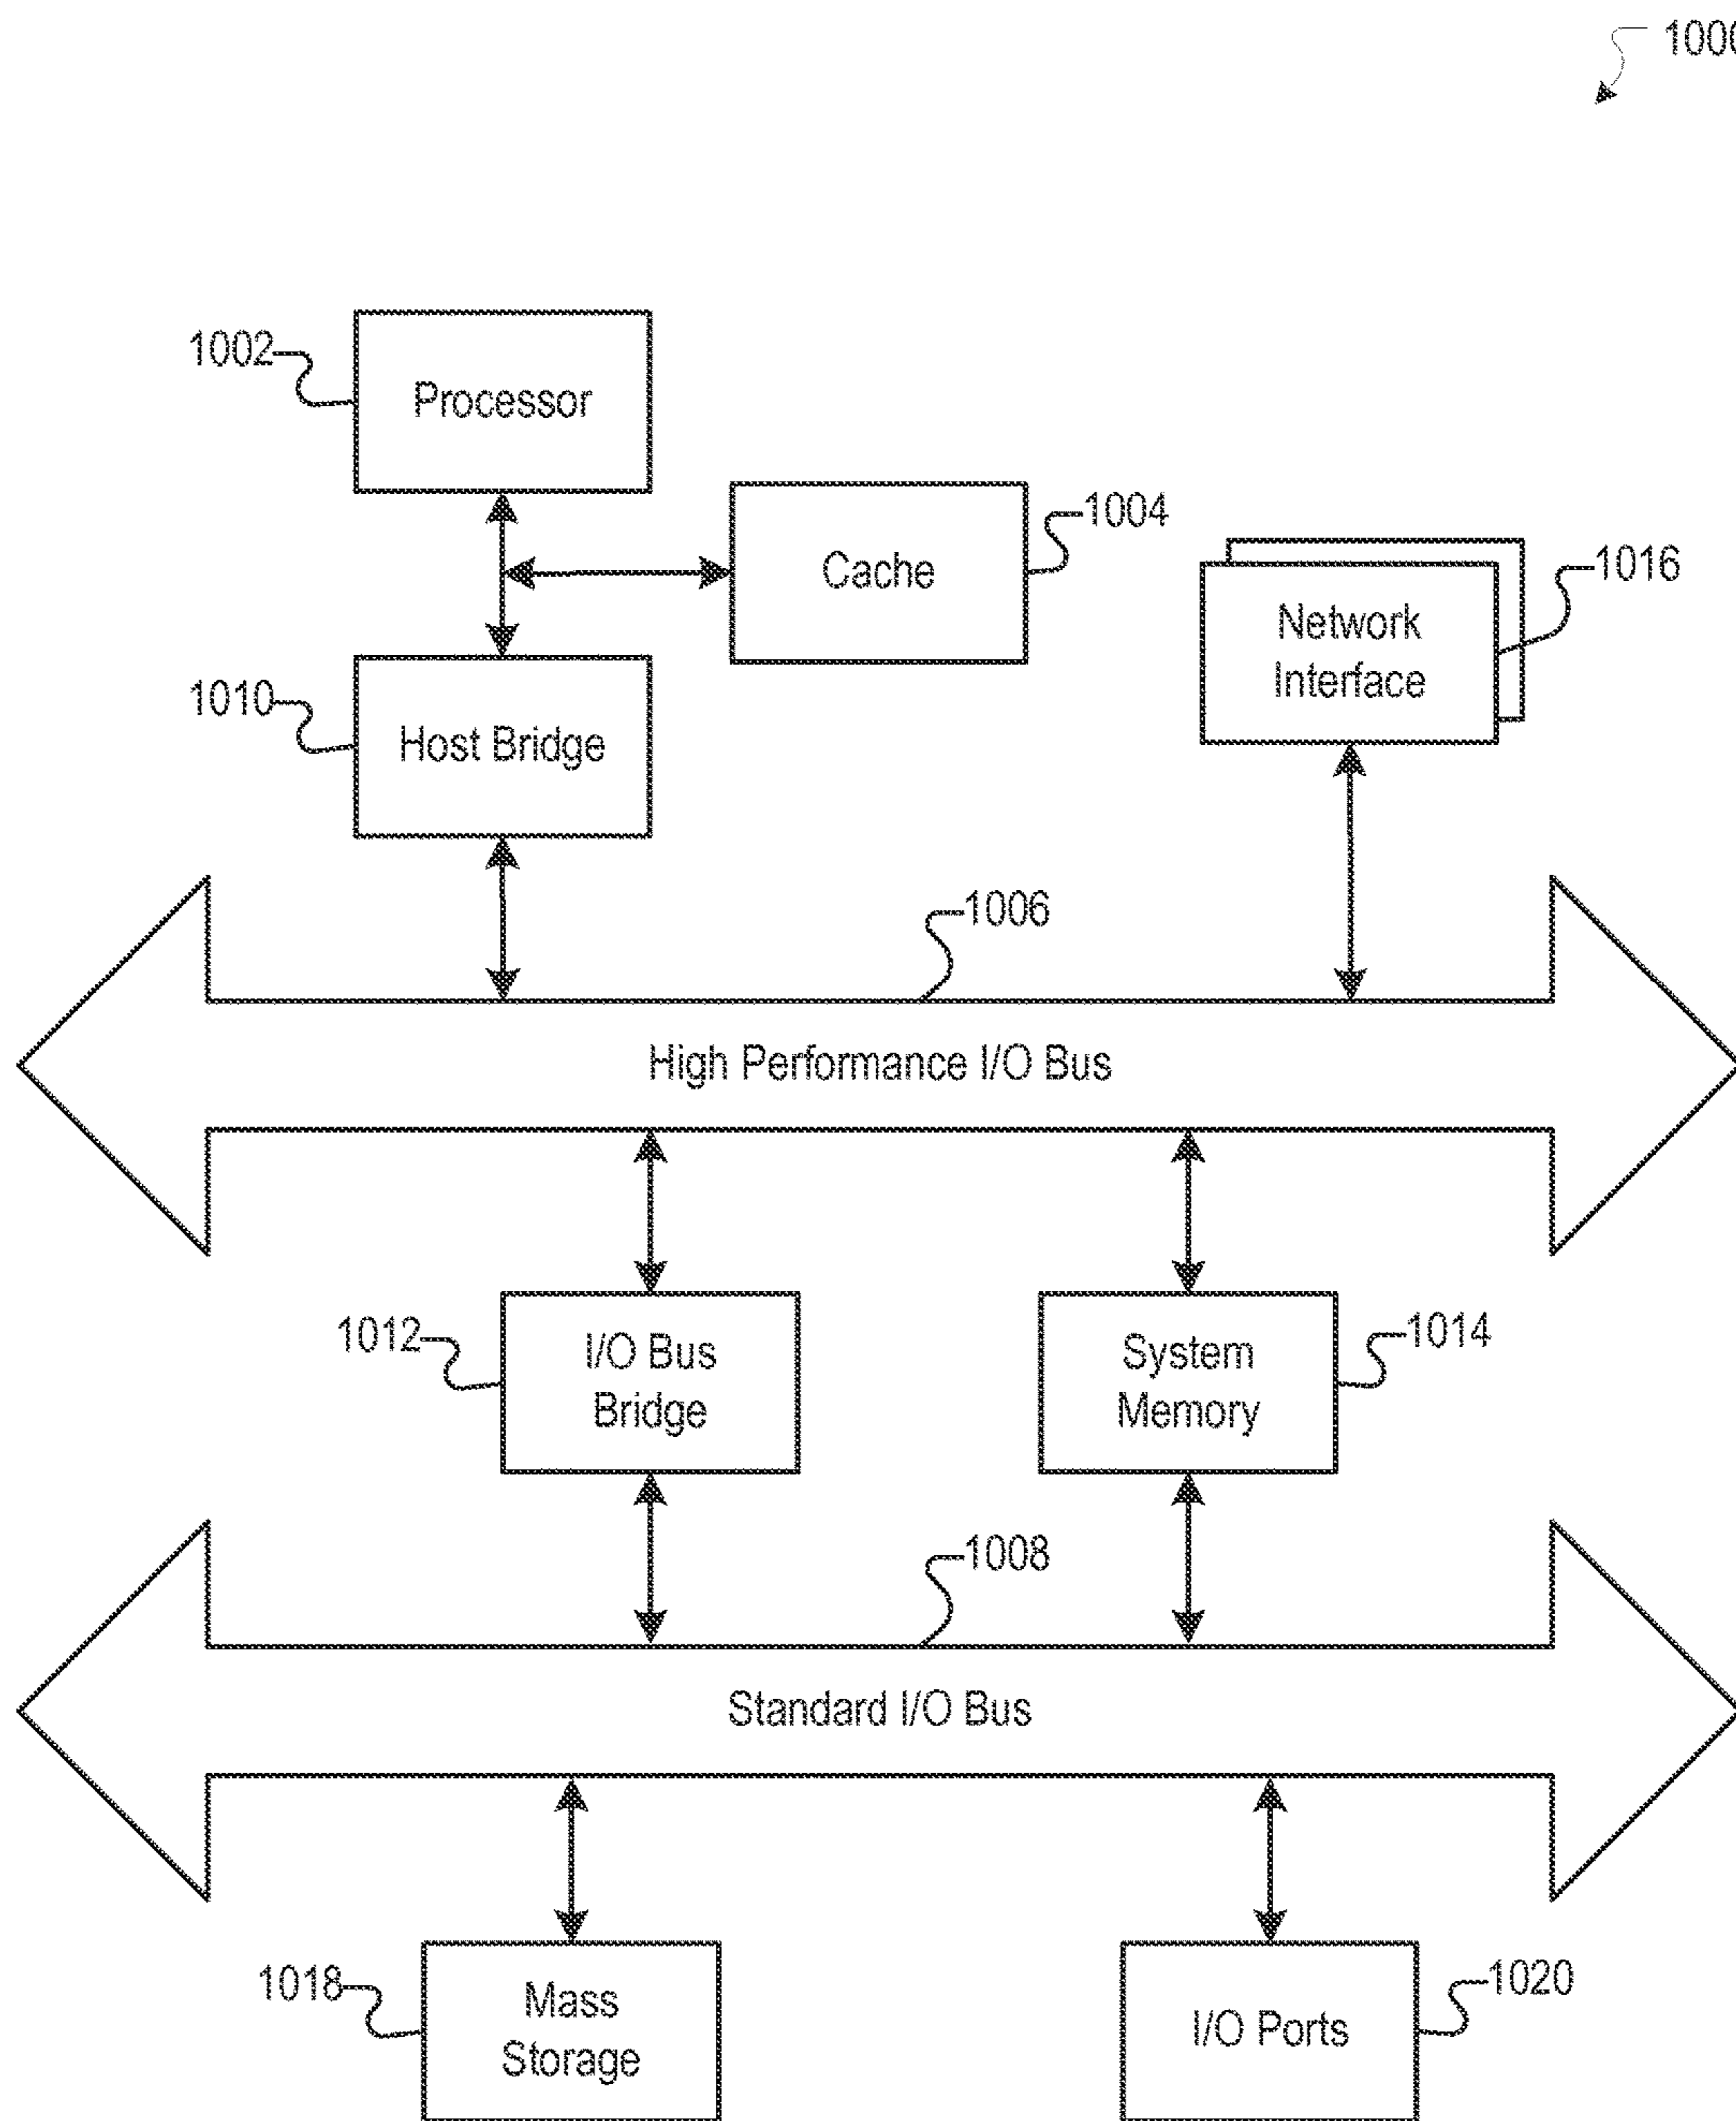 1000
1002
Processor
1004
Cache
1016
Network
Interface
1010
Host Bridge
1006
High Performance I/O Bus
1012
I/O Bus
Bridge
1014
System
Memory
1008
Standard I/O Bus
1018
Mass
Storage
1020
I/O Ports